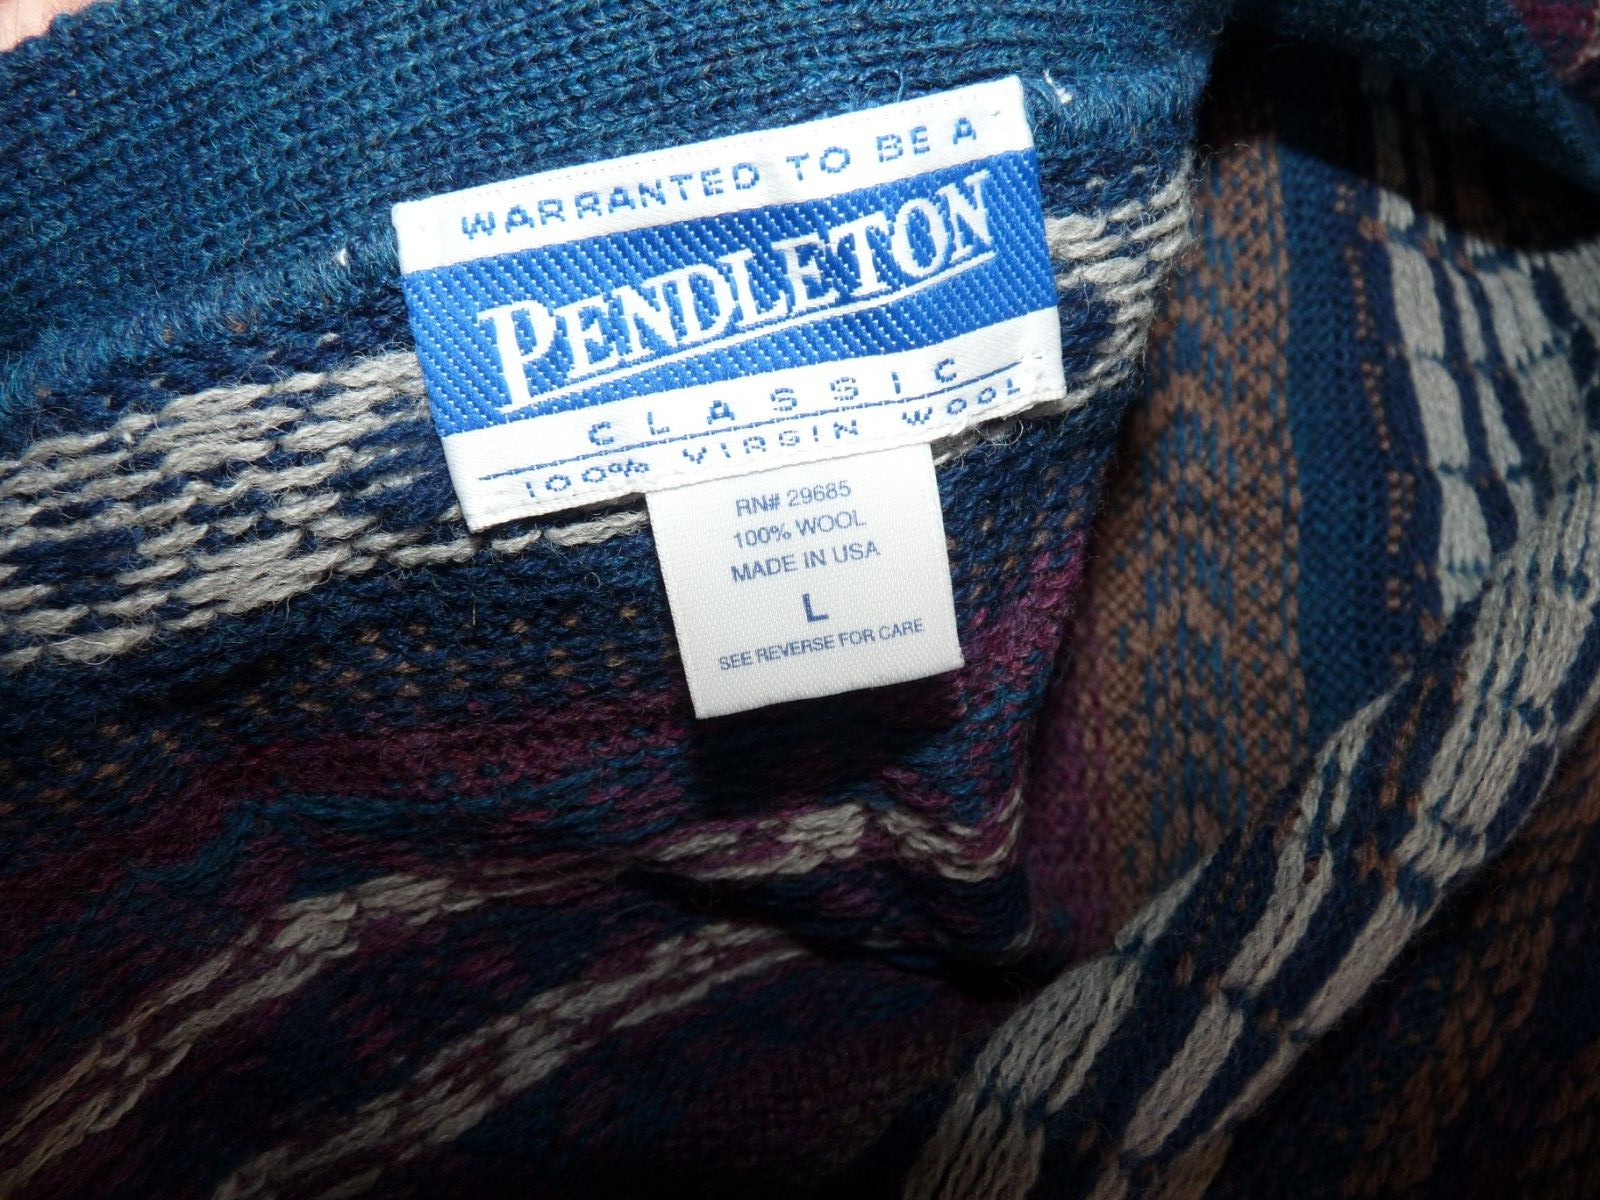 WARRANTED TO BE A
PENDLETON
CLASSIC
100% VIRGIN WOOL
RN# 29685
100% WOOL
MADE IN USA
L
SEE REVERSE FOR CARE